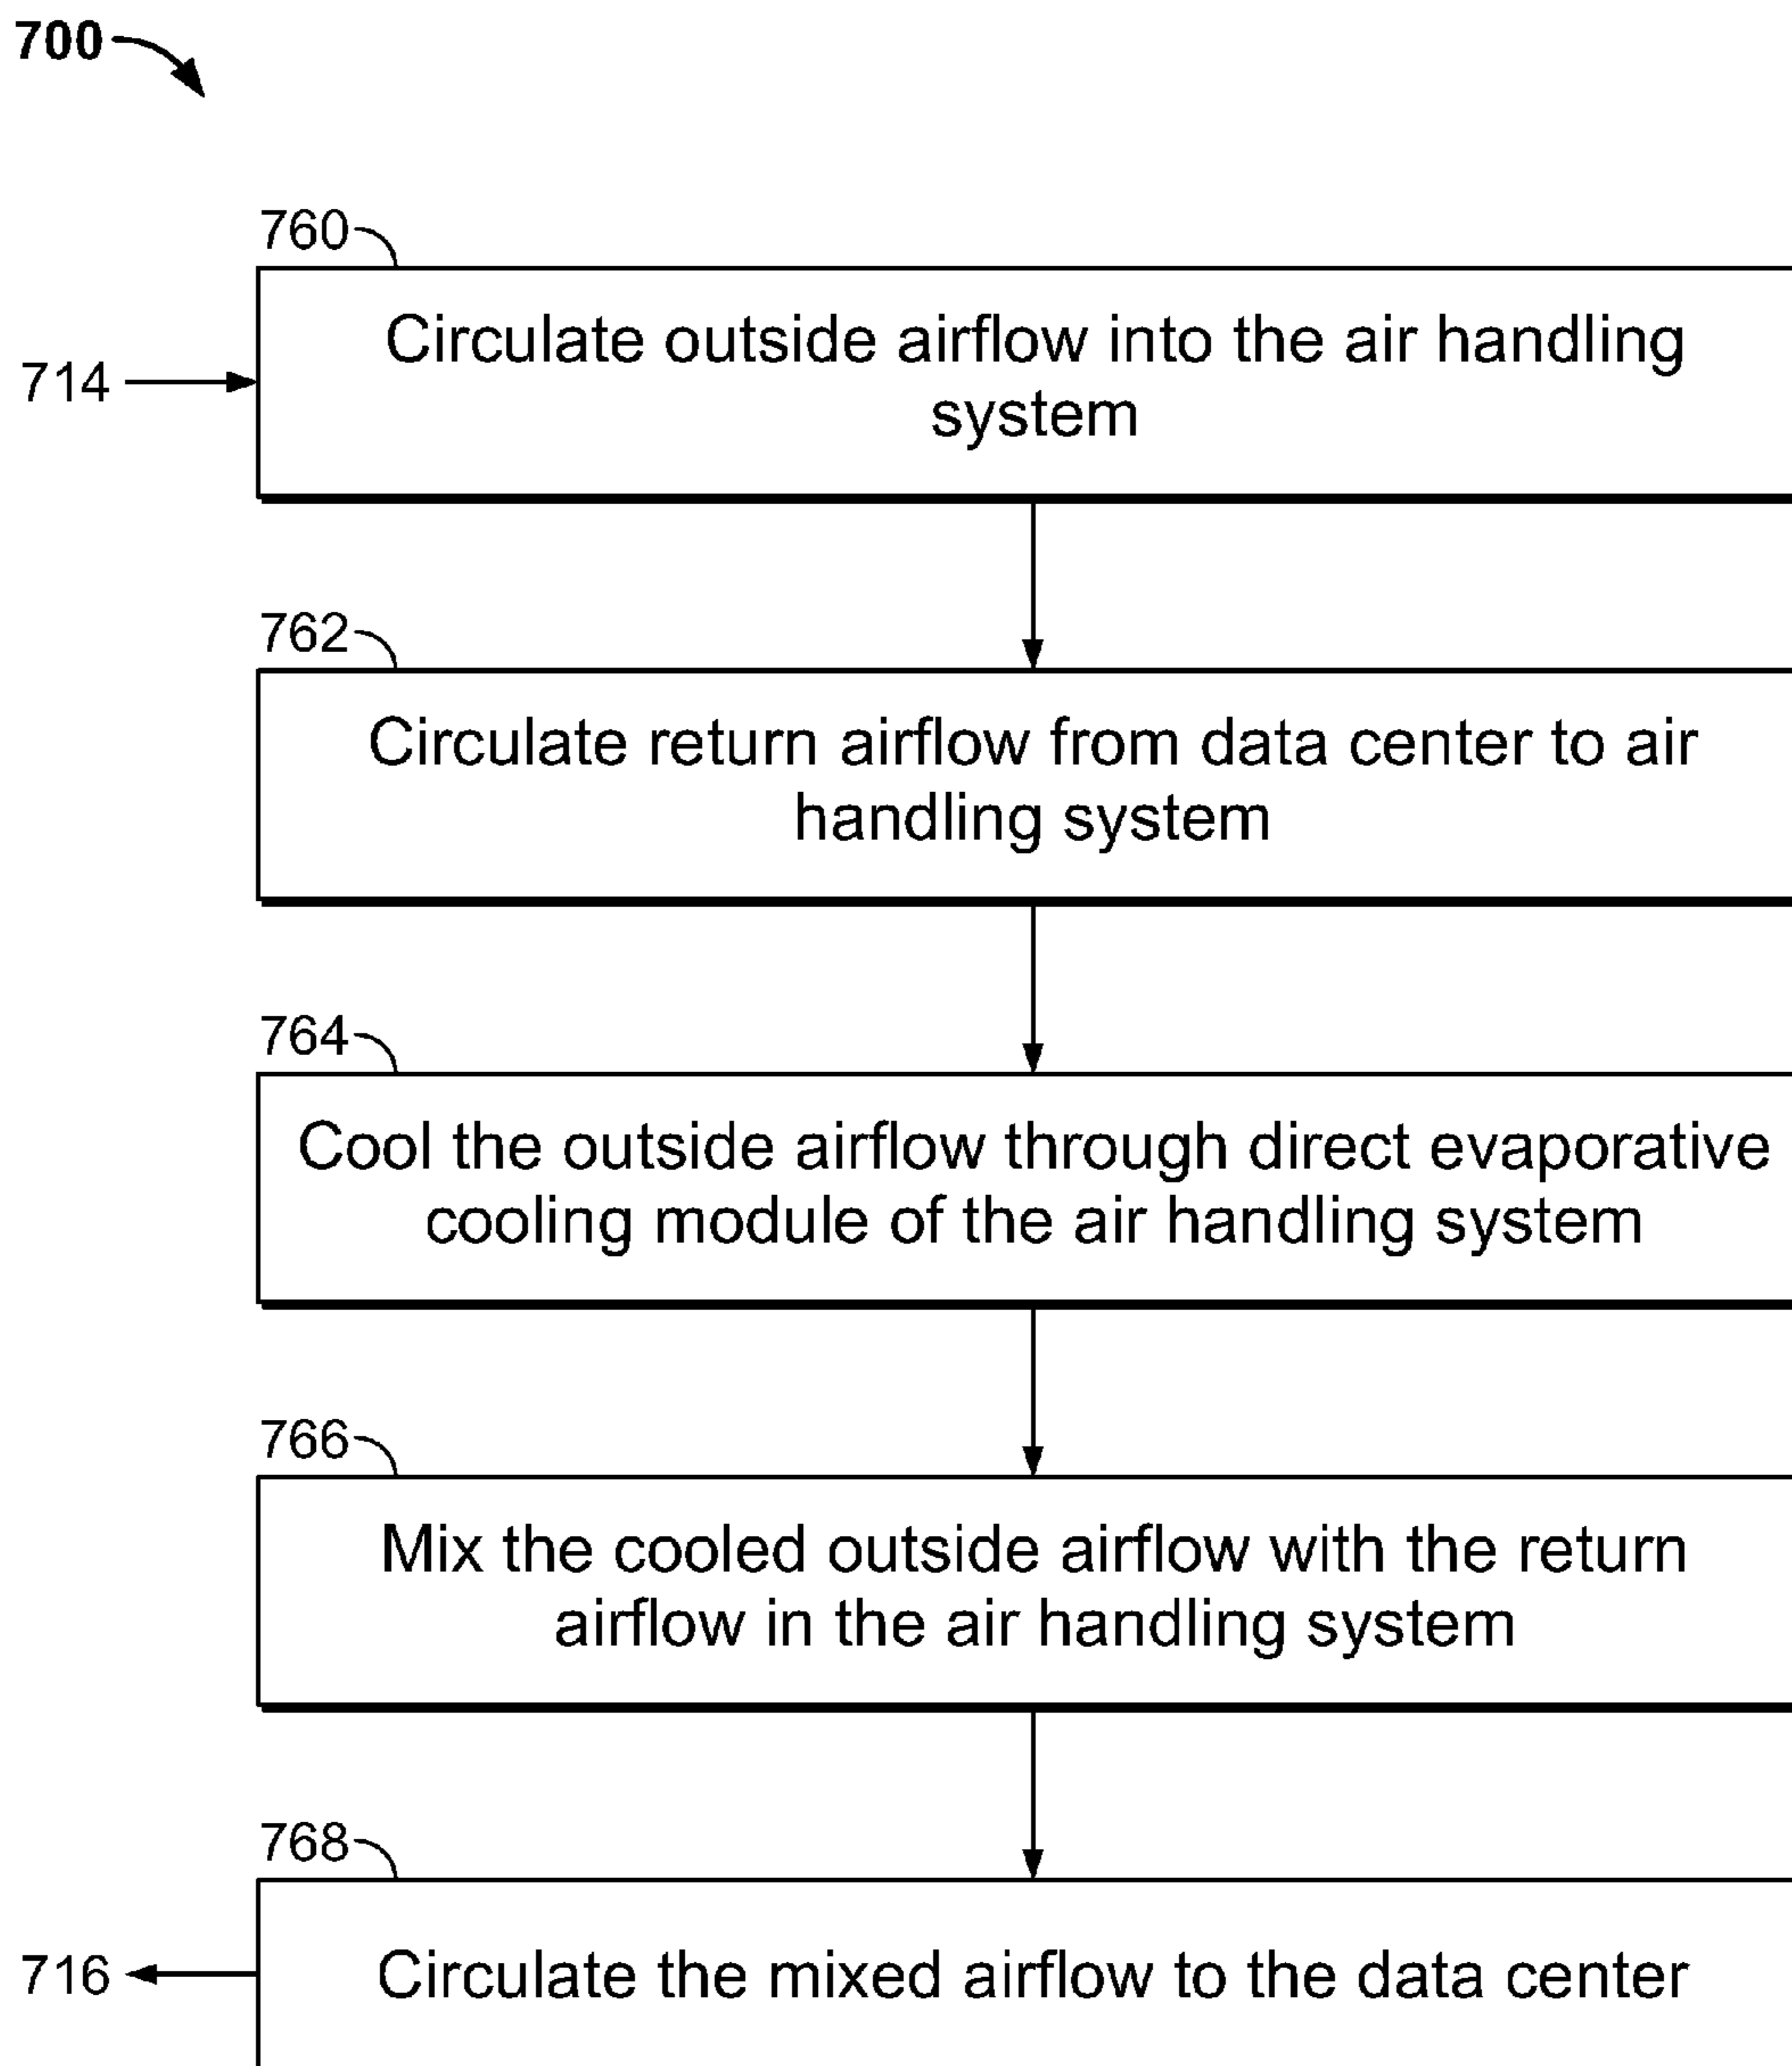 700
760
Circulate outside airflow into the air handling
system
714
762
Circulate return airflow from data center to air
handling system
764
Cool the outside airflow through direct evaporative
cooling module of the air handling system
766
Mix the cooled outside airflow with the return
airflow in the air handling system
768
Circulate the mixed airflow to the data center
716